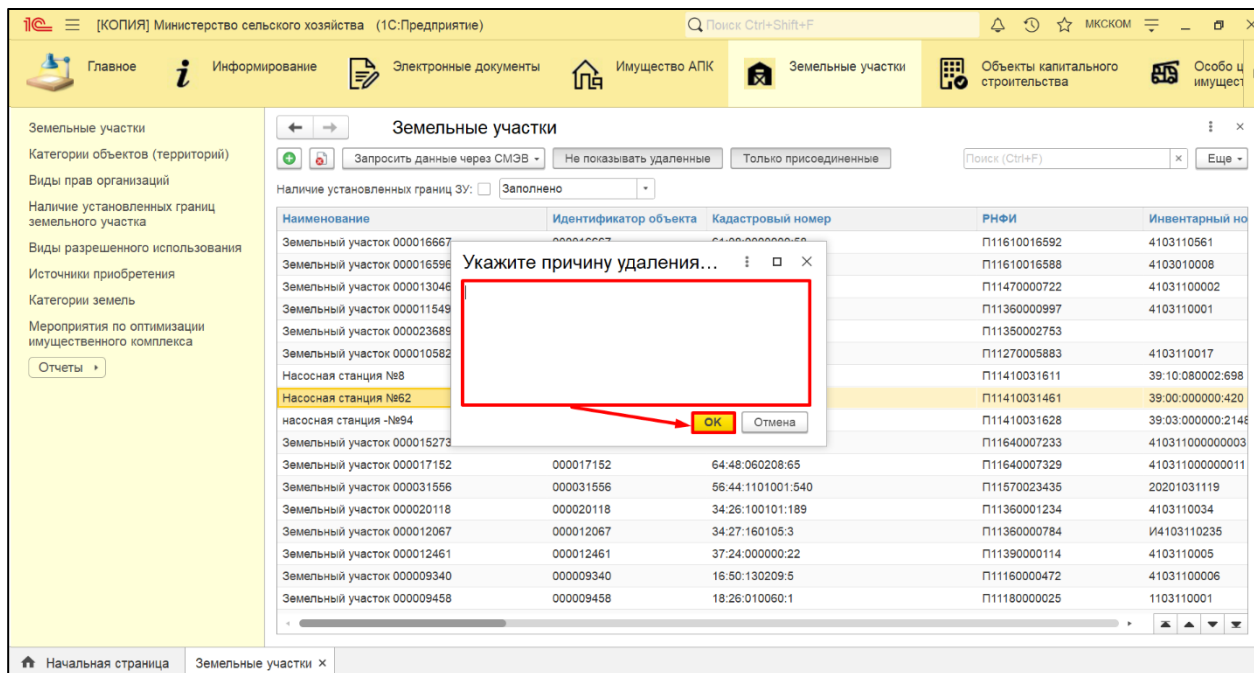 [КОПИЯ] Министерство сельского хозяйства (1С:Предприятие)
Поиск Ctrl+Shift+F
МКСКОМ
Главное
Информирование
Электронные документы
Имущество АПК
Земельные участки
Объекты капитального
строительства
Особо ц
имущест
Земельные участки
Категории объектов (территорий)
Виды прав организаций
Наличие установленных границ
земельного участка
Виды разрешенного использования
Источники приобретения
Категории земель
Мероприятия по оптимизации
имущественного комплекса
Отчеты
Земельные участки
Запросить данные через СМЭВ
Не показывать удаленные
Только присоединенные
Поиск (Ctrl+F)
Еще
Наличие установленных границ ЗУ: Заполнено
Наименование Идентификатор объекта Кадастровый номер РНФИ Инвентарный но
Земельный участок 000016667 П11610016592 4103110561
Земельный участок 000016596 П11610016588 4103010008
Земельный участок 000013046 П11470000722 41031100002
Земельный участок 000011549 П11360000997 4103110001
Земельный участок 000023689 П11350002753
Земельный участок 000010582 П11270005883 4103110017
Насосная станция №8 П11410031611 39:10:080002:698
Насосная станция №62 П11410031461 39:00:000000:420
насосная станция -№94 П11410031628 39:03:000000:2148
Земельный участок 000015273 П11640007233 410311000000003
Земельный участок 000017152 000017152 64:48:060208:65 П11640007329 410311000000011
Земельный участок 000031556 000031556 56:44:1101001:540 П11570023435 20201031119
Земельный участок 000020118 000020118 34:26:100101:189 П11360001234 4103110034
Земельный участок 000012067 000012067 34:27:160105:3 П11360000784 И4103110235
Земельный участок 000012461 000012461 37:24:000000:22 П11390000114 4103110005
Земельный участок 000009340 000009340 16:50:130209:5 П11160000472 41031100006
Земельный участок 000009458 000009458 18:26:010060:1 П11180000025 1103110001
Укажите причину удаления...
ОК
Отмена
Начальная страница
Земельные участки